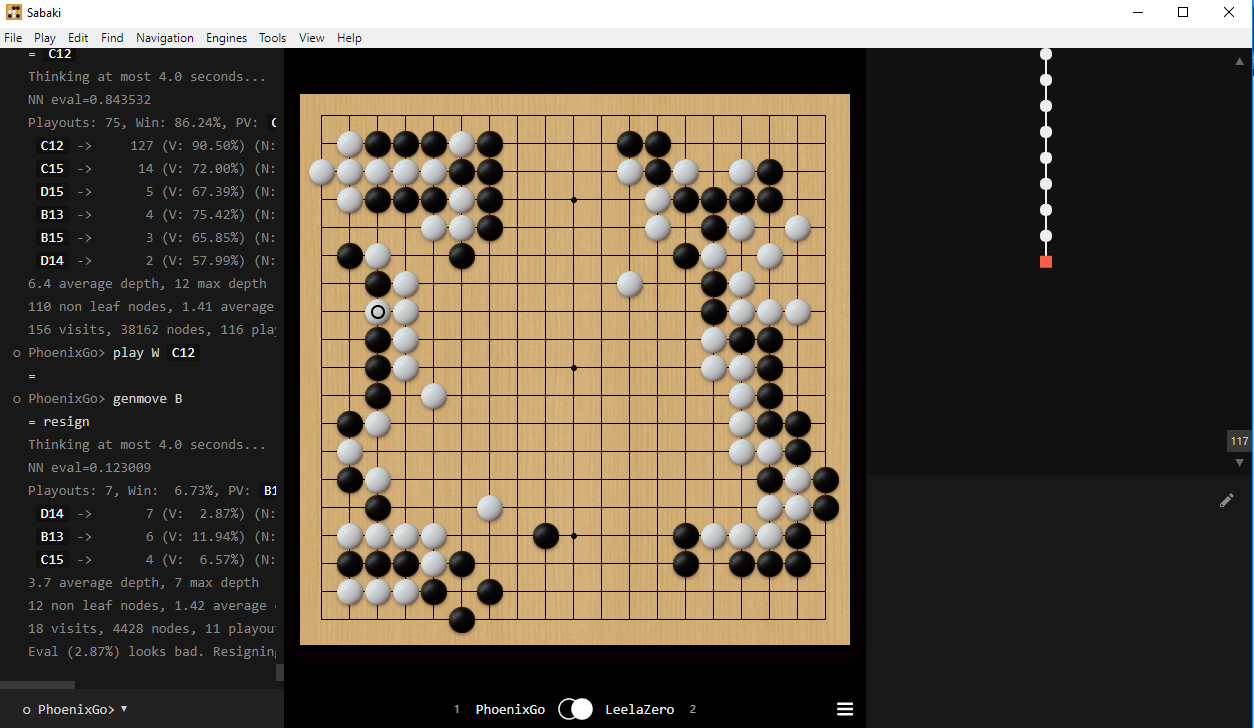 Sabaki
File Play Edit Find Navigation Engines Tools View Help
= C12
Thinking at most 4.0 seconds...
NN eval=0.843532
Playouts: 75, Win: 86.24%, PV: C
C12 -> 127 (V: 90.50%) (N:
C15 -> 14 (V: 72.00%) (N:
D15 -> 5 (V: 67.39%) (N:
B13 -> 4 (V: 75.42%) (N:
B15 -> 3 (V: 65.85%) (N:
D14 -> 2 (V: 57.99%) (N:
6.4 average depth, 12 max depth
110 non leaf nodes, 1.41 average
156 visits, 38162 nodes, 116 pla
PhoenixGo> play W C12
=
PhoenixGo> genmove B
= resign
Thinking at most 4.0 seconds...
NN eval=0.123009
Playouts: 7, Win: 6.73%, PV: B1
D14 -> 7 (V: 2.87%) (N:
B13 -> 6 (V: 11.94%) (N:
C15 -> 4 (V: 6.57%) (N:
3.7 average depth, 7 max depth
12 non leaf nodes, 1.42 average
18 visits, 4428 nodes, 11 playou
Eval (2.87%) looks bad. Resigning
PhoenixGo>
1 PhoenixGo LeelaZero 2
117